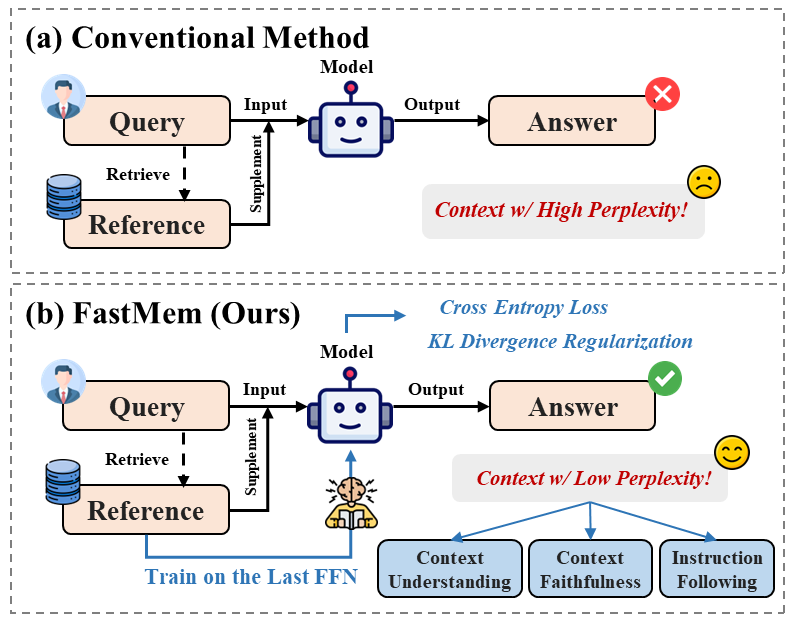 (a) Conventional Method
Model
Query
Input
Output
Answer
Retrieve
Supplement
Reference
Context w/ High Perplexity!
(b) FastMem (Ours)
Cross Entropy Loss
KL Divergence Regularization
Model
Query
Input
Output
Answer
Retrieve
Supplement
Reference
Context w/ Low Perplexity!
Train on the Last FFN
Context
Understanding
Context
Faithfulness
Instruction
Following